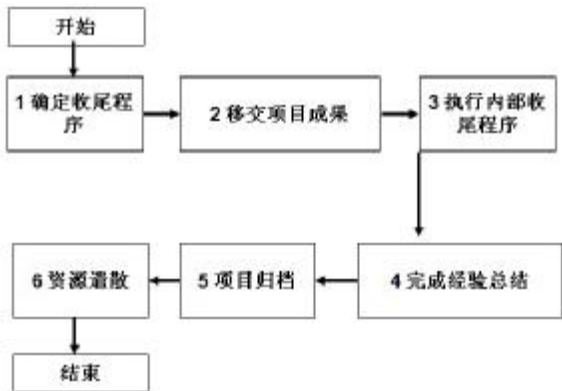 开始
1 确定收尾程
序
2 移交项目成果
3 执行内部收
尾程序
4 完成经验总结
5 项目归档
6 资源遣散
结束